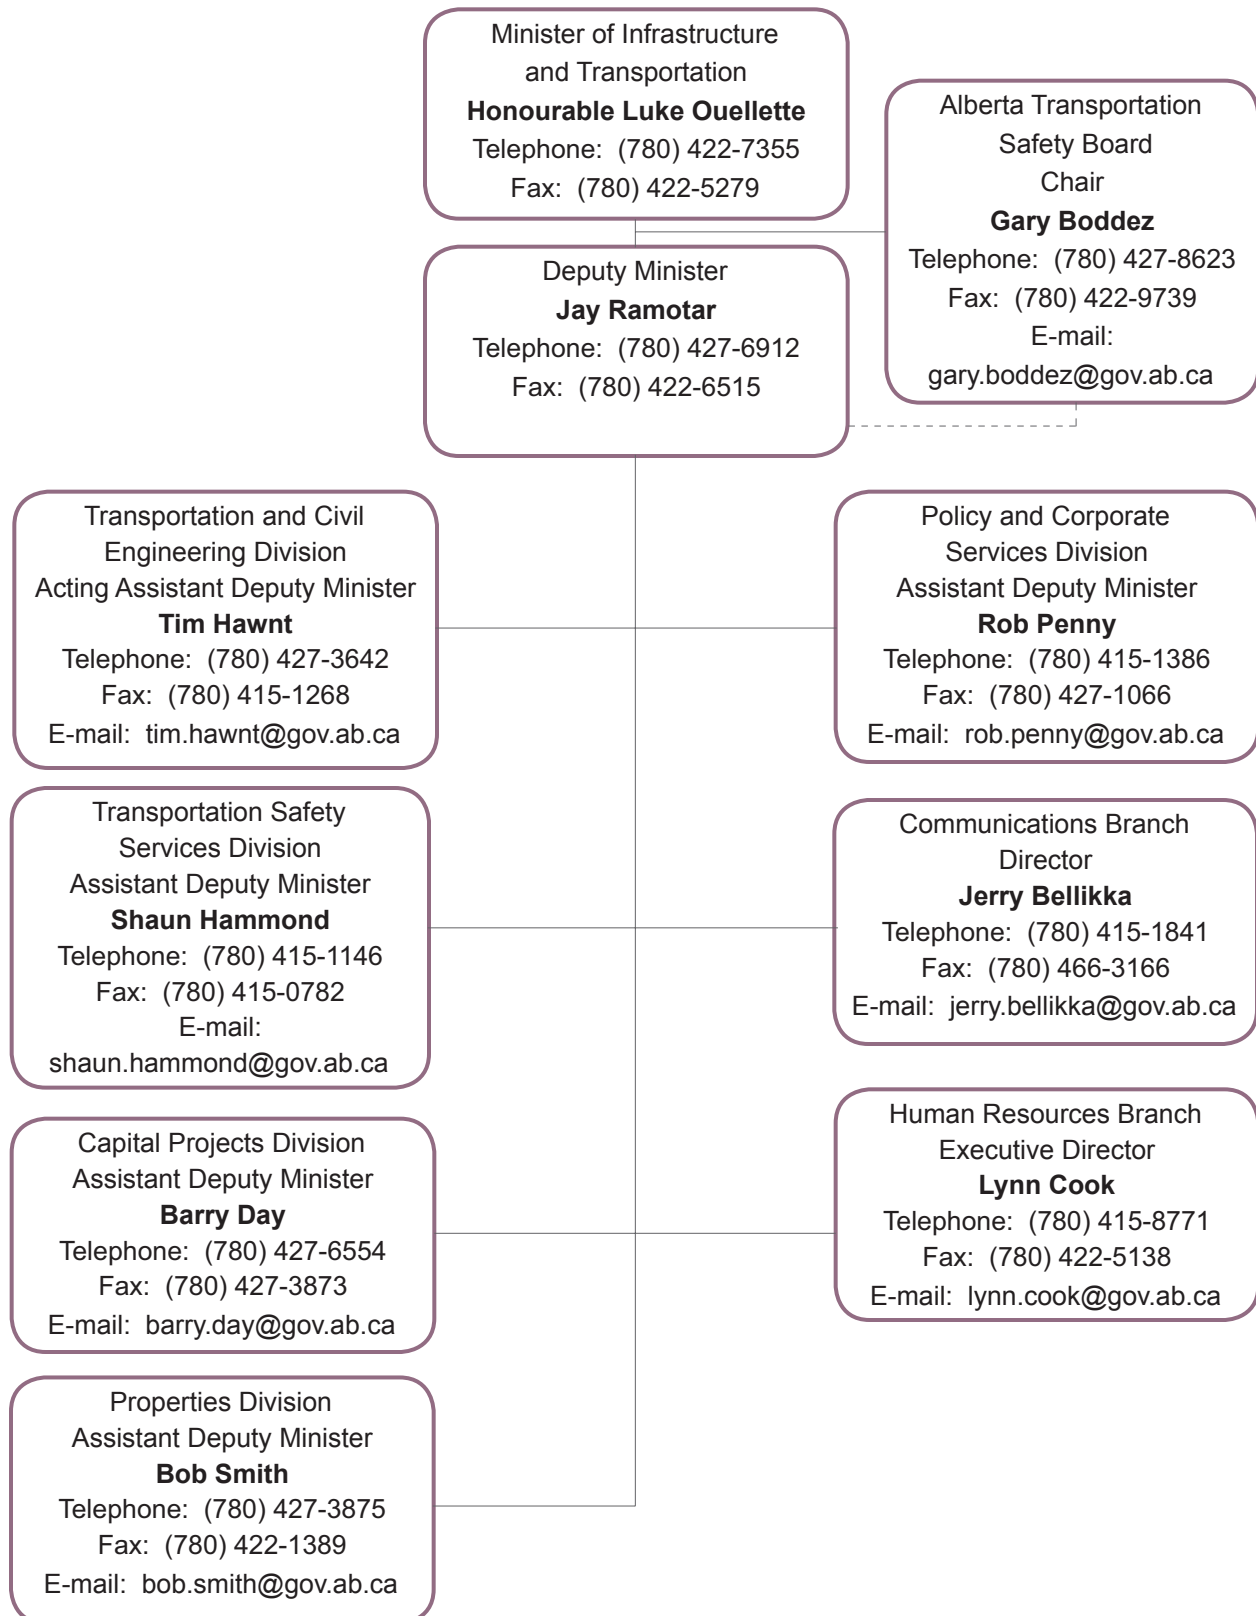 Minister of Infrastructure
and Transportation
Honourable Luke Ouellette
Telephone: (780) 422-7355
Fax: (780) 422-5279
Alberta Transportation
Safety Board
Chair
Gary Boddez
Telephone: (780) 427-8623
Fax: (780) 422-9739
E-mail:
gary.boddez@gov.ab.ca
Deputy Minister
Jay Ramotar
Telephone: (780) 427-6912
Fax: (780) 422-6515
Transportation and Civil
Engineering Division
Acting Assistant Deputy Minister
Tim Hawnt
Telephone: (780) 427-3642
Fax: (780) 415-1268
E-mail: tim.hawnt@gov.ab.ca
Policy and Corporate
Services Division
Assistant Deputy Minister
Rob Penny
Telephone: (780) 415-1386
Fax: (780) 427-1066
E-mail: rob.penny@gov.ab.ca
Transportation Safety
Services Division
Assistant Deputy Minister
Shaun Hammond
Telephone: (780) 415-1146
Fax: (780) 415-0782
E-mail:
shaun.hammond@gov.ab.ca
Communications Branch
Director
Jerry Bellikka
Telephone: (780) 415-1841
Fax: (780) 466-3166
E-mail: jerry.bellikka@gov.ab.ca
Capital Projects Division
Assistant Deputy Minister
Barry Day
Telephone: (780) 427-6554
Fax: (780) 427-3873
E-mail: barry.day@gov.ab.ca
Human Resources Branch
Executive Director
Lynn Cook
Telephone: (780) 415-8771
Fax: (780) 422-5138
E-mail: lynn.cook@gov.ab.ca
Properties Division
Assistant Deputy Minister
Bob Smith
Telephone: (780) 427-3875
Fax: (780) 422-1389
E-mail: bob.smith@gov.ab.ca